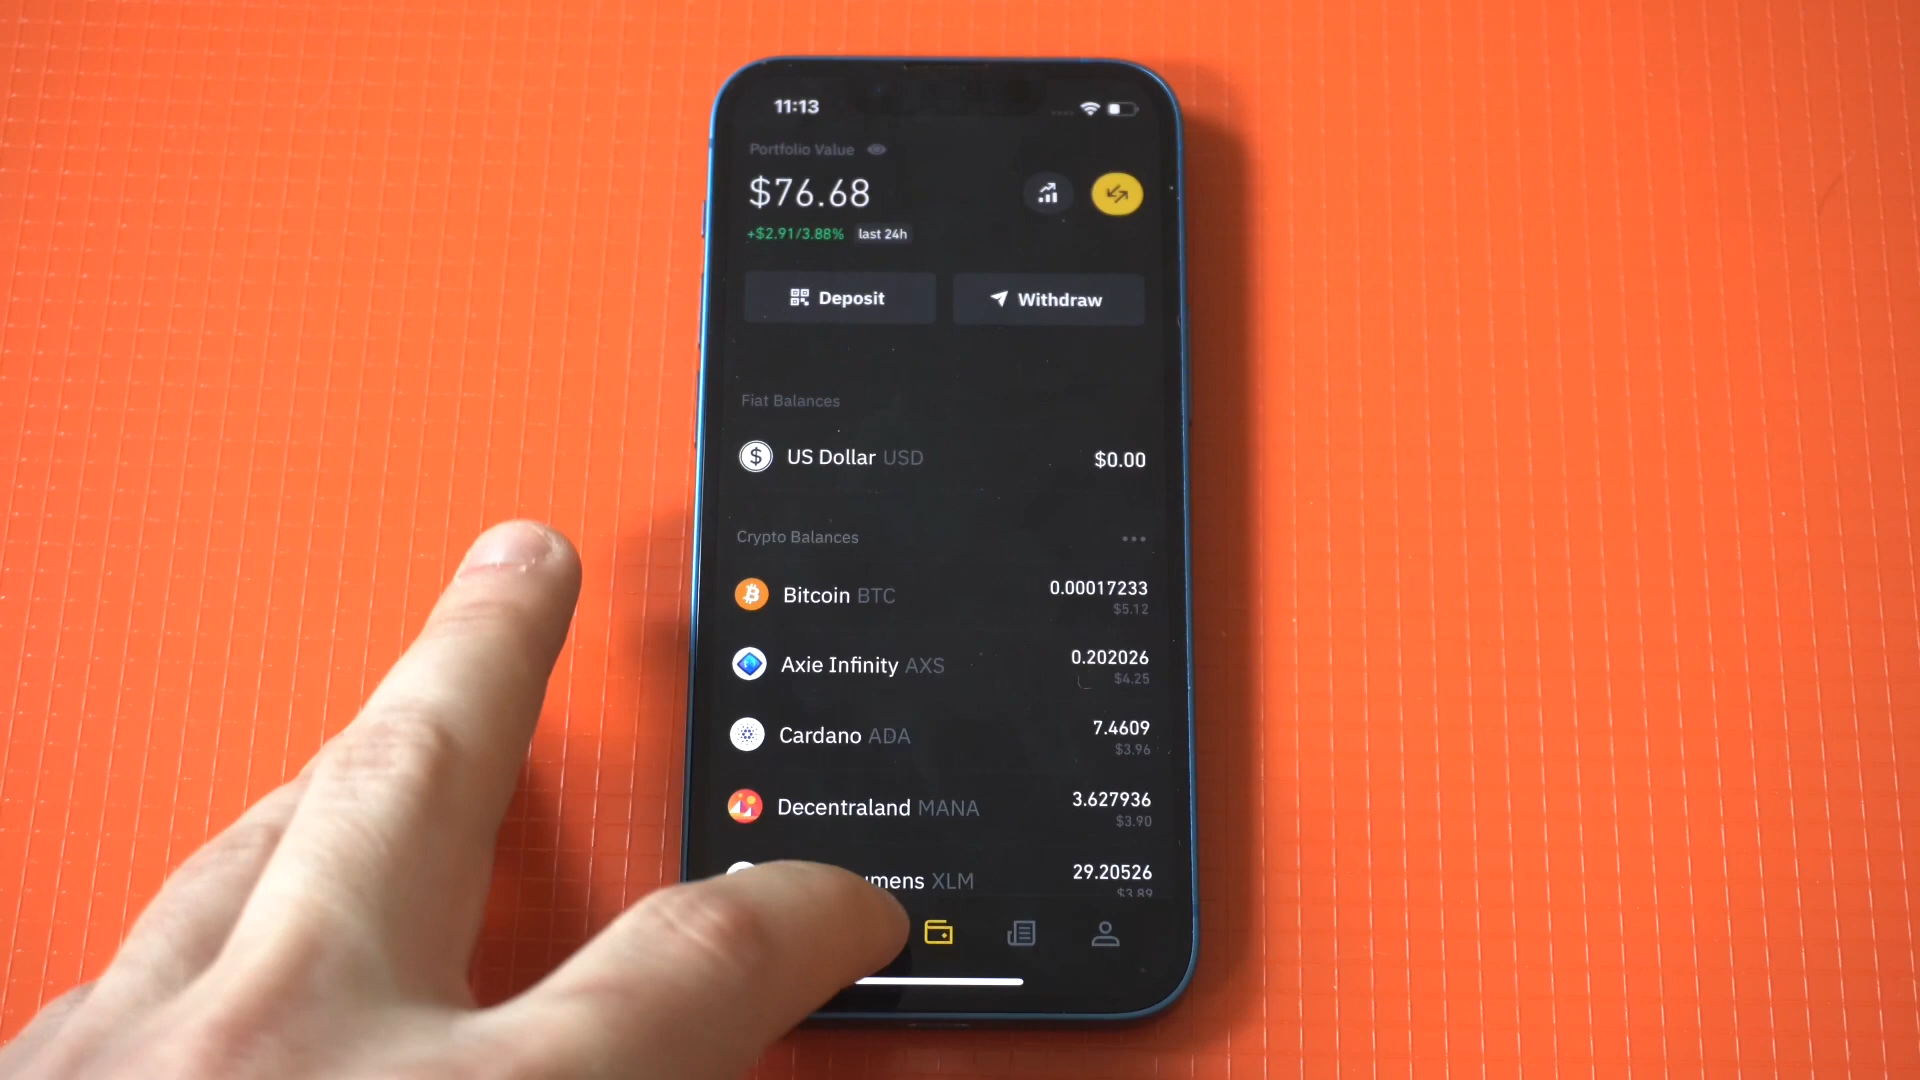 11:13
Portfolio Value
$76.68
+$2.91/3.88% last 24h
Deposit Withdraw
Fiat Balances
US Dollar USD $0.00
Crypto Balances
Bitcoin BTC 0.00017233
$5.12
Axie Infinity AXS 0.202026
$4.25
Cardano ADA 7.4609
$3.96
Decentraland MANA 3.627936
$3.90
XLM 29.20526
$3.89